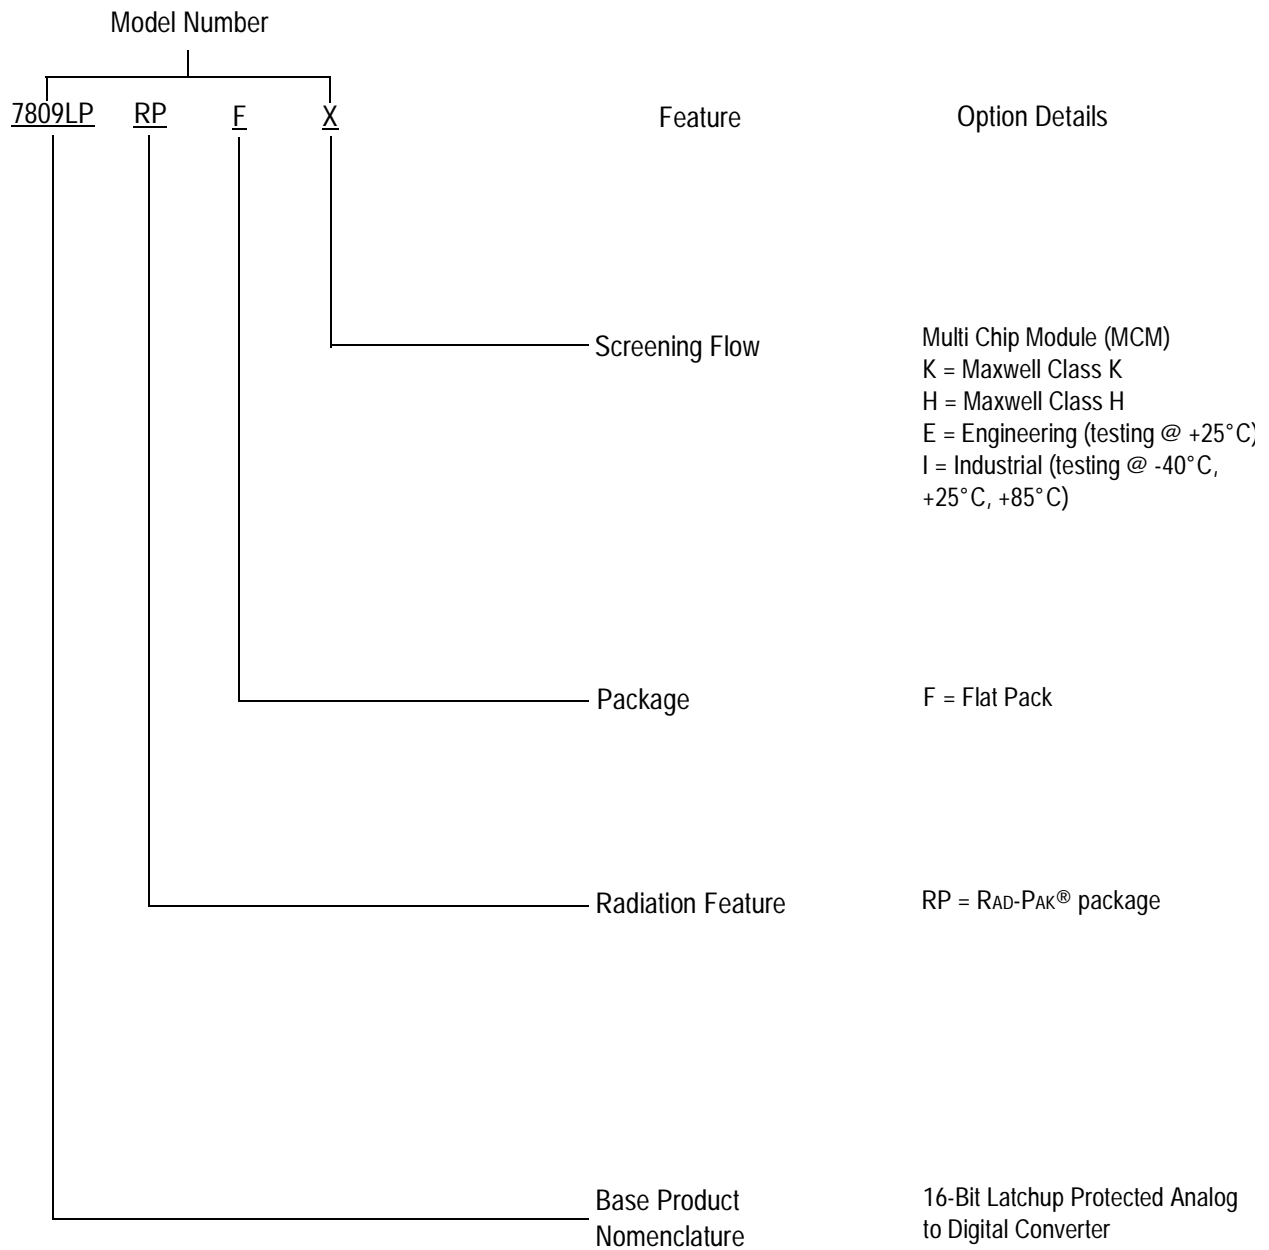 Model Number
7809LP RP F X Feature Option Details
Screening Flow
Multi Chip Module (MCM)
K = Maxwell Class K
H = Maxwell Class H
E = Engineering (testing @ +25°C)
I = Industrial (testing @ -40°C,
+25°C, +85°C)
Package
F = Flat Pack
Radiation Feature
RP = RAD-PAK® package
Base Product
Nomenclature
16-Bit Latchup Protected Analog
to Digital Converter